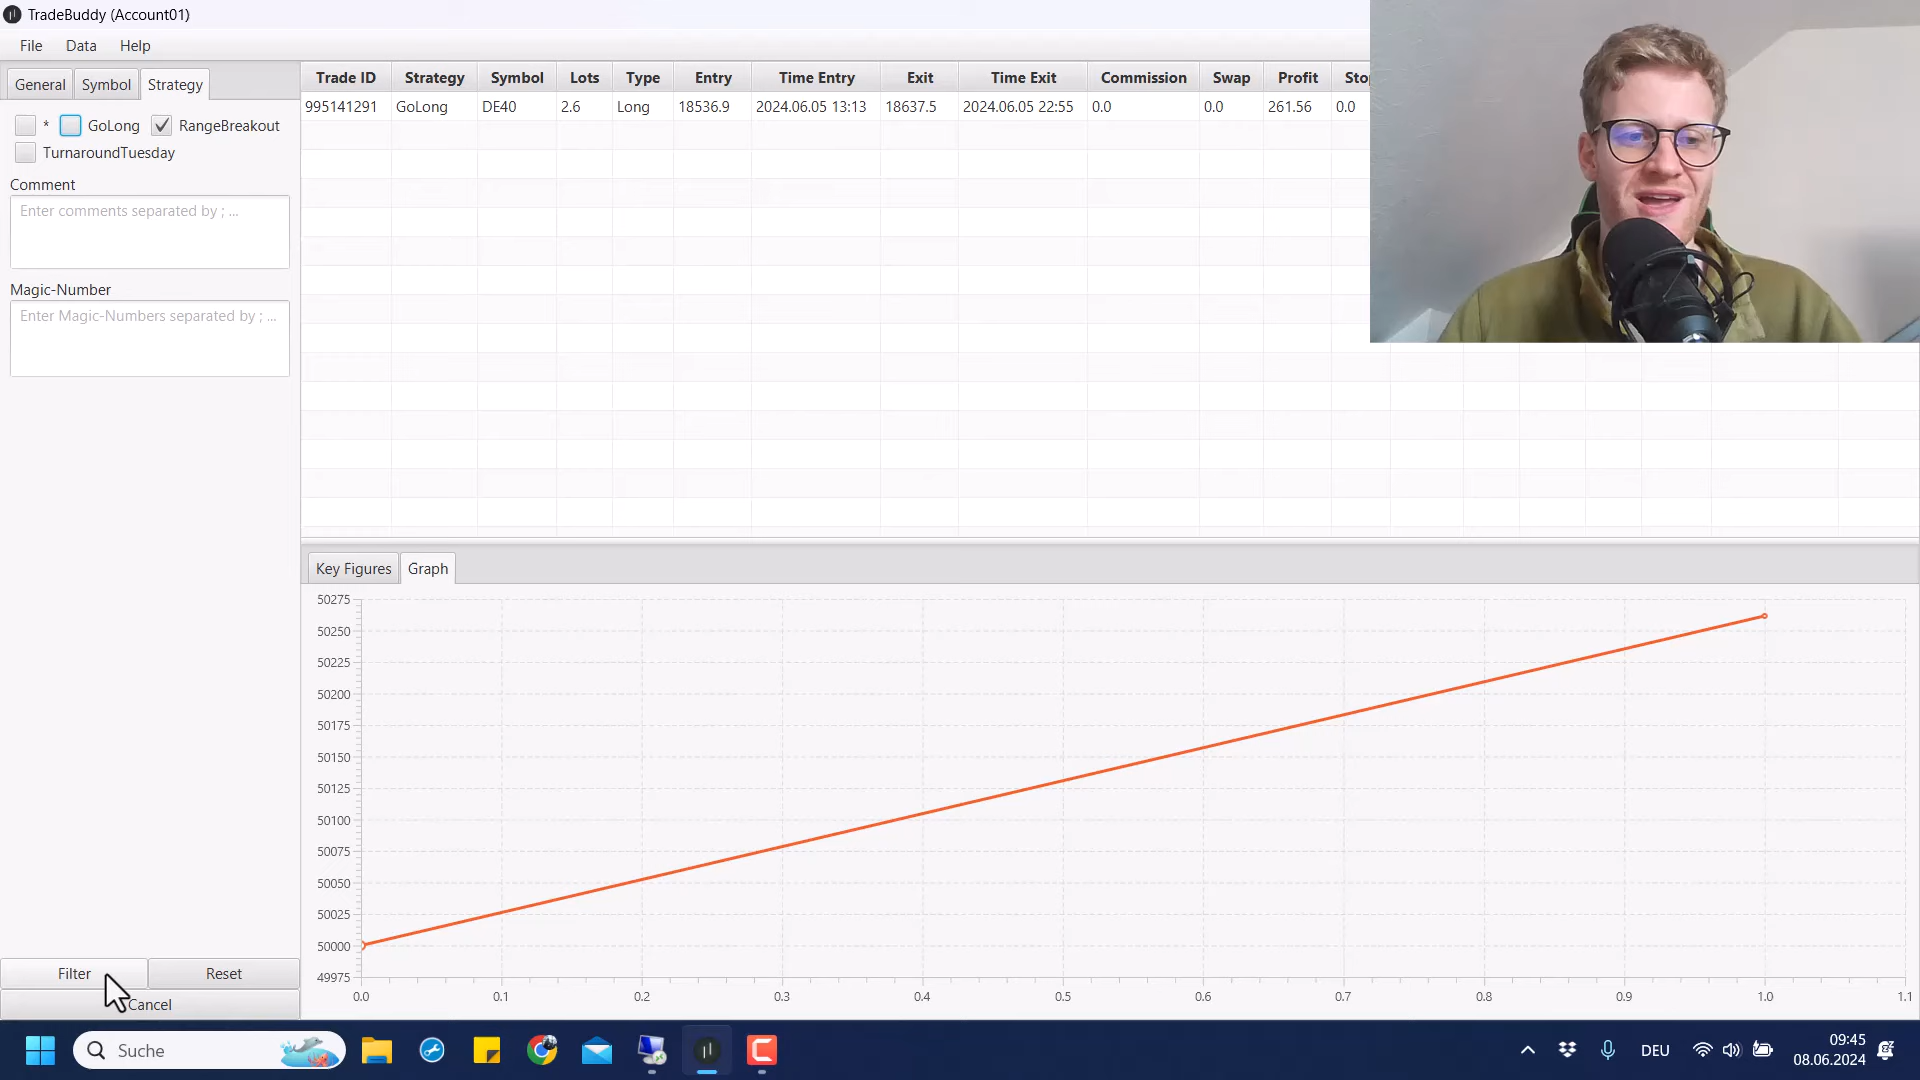 TradeBuddy (Account01)
File Data Help
General Symbol Strategy
* GoLong RangeBreakout
TurnaroundTuesday
Comment
Enter comments separated by ; ...
Magic-Number
Enter Magic-Numbers separated by ; ...
Filter Reset
Cancel
Trade ID Strategy Symbol Lots Type Entry Time Entry Exit Time Exit Commission Swap Profit Sto
995141291 GoLong DE40 2.6 Long 18536.9 2024.06.05 13:13 18637.5 2024.06.05 22:55 0.0 0.0 261.56 0.0
Key Figures Graph
50275
50250
50225
50200
50175
50150
50125
50100
50075
50050
50025
50000
49975
0.0 0.1 0.2 0.3 0.4 0.5 0.6 0.7 0.8 0.9 1.0 1.1
Suche
DEU
09:45
08.06.2024